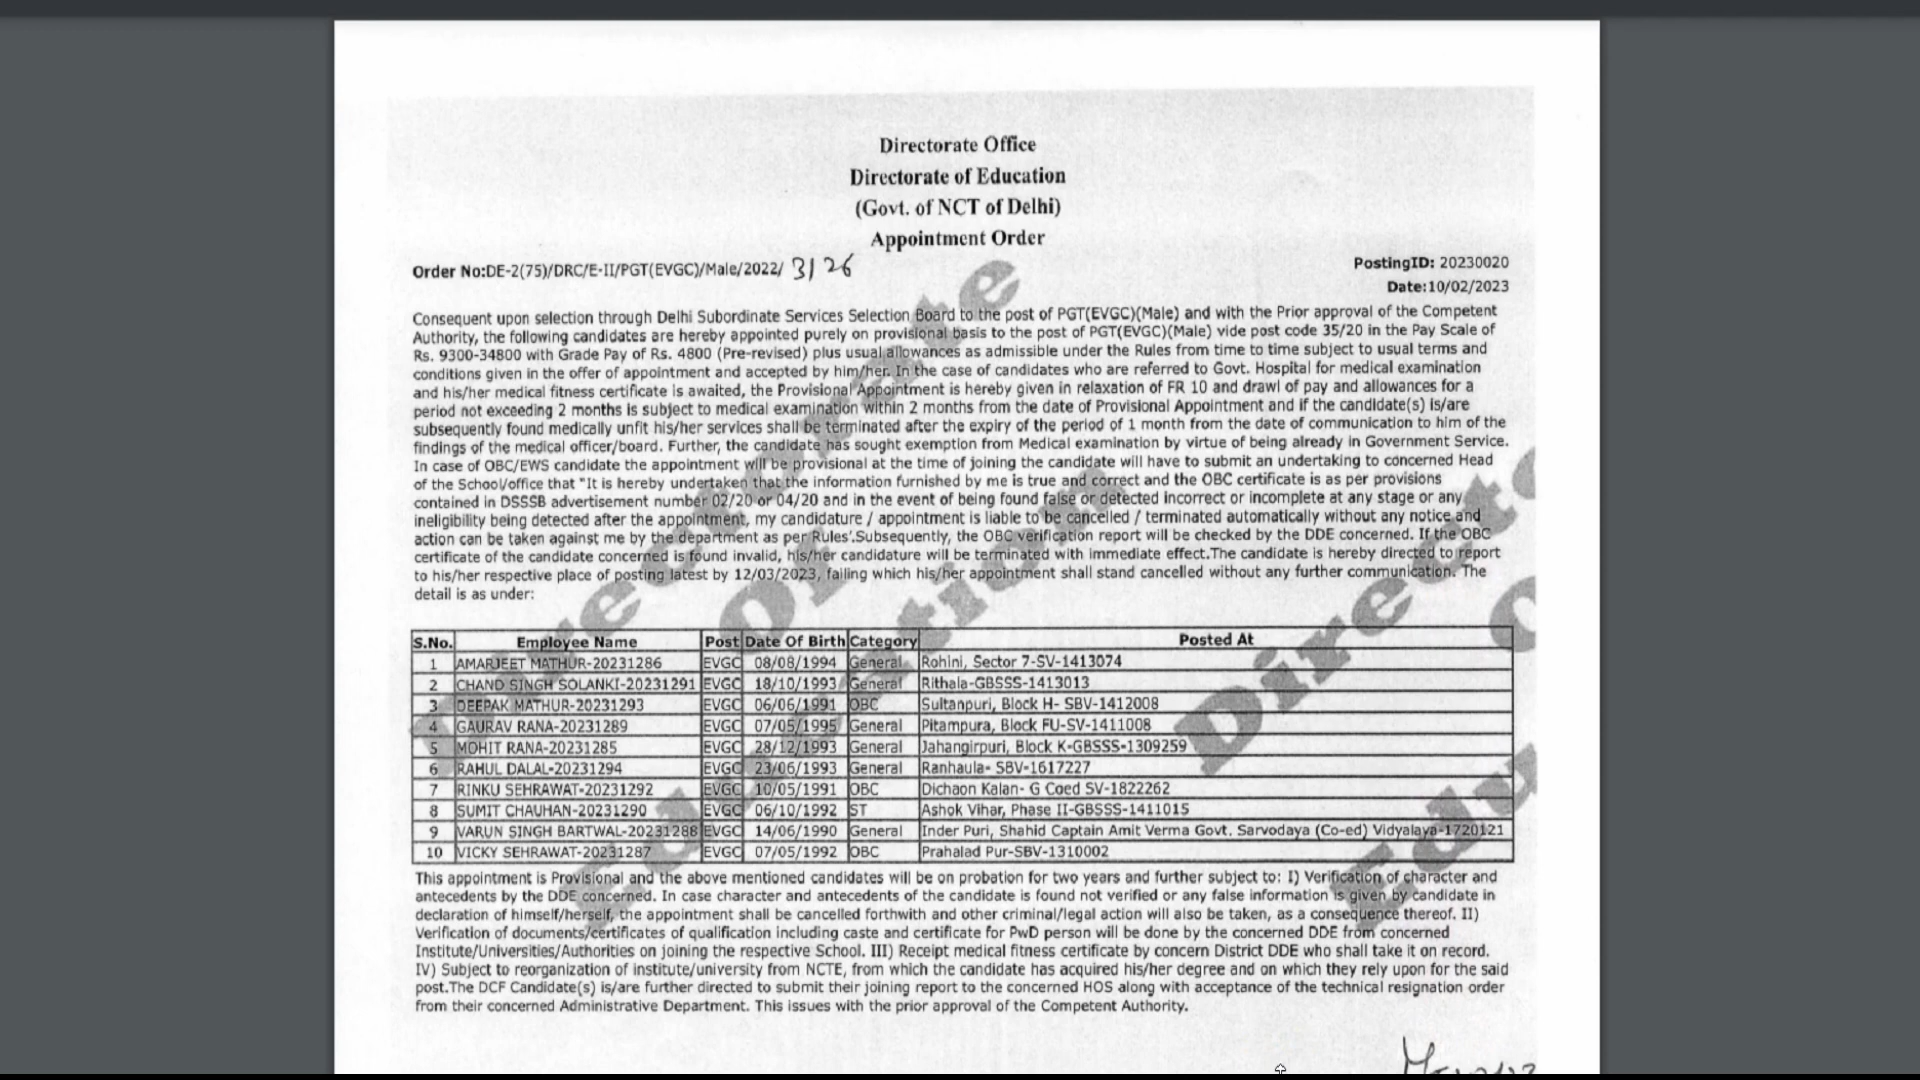 Directorate Office
Directorate of Education
(Govt. of NCT of Delhi)
Appointment Order
Order No:DE-2(75)/DRC/E-II/PGT(EVGC)/Male/2022/ 3126
PostingID: 20230020
Date:10/02/2023
Consequent upon selection through Delhi Subordinate Services Selection Board to the post of PGT(EVGC)(Male) and with the Prior approval of the Competent
Authority, the following candidates are hereby appointed purely on provisional basis to the post of PGT(EVGC)(Male) vide post code 35/20 in the Pay Scale of
Rs. 9300-34800 with Grade Pay of Rs. 4800 (Pre-revised) plus usual allowances as admissible under the Rules from time to time subject to usual terms and
conditions given in the offer of appointment and accepted by him/her. In the case of candidates who are referred to Govt. Hospital for medical examination
and his/her medical fitness certificate is awaited, the Provisional Appointment is hereby given in relaxation of FR 10 and drawl of pay and allowances for a
period not exceeding 2 months is subject to medical examination within 2 months from the date of Provisional Appointment and if the candidate(s) is/are
subsequently found medically unfit his/her services shall be terminated after the expiry of the period of 1 month from the date of communication to him of the
findings of the medical officer/board. Further, the candidate has sought exemption from Medical examination by virtue of being already in Government Service.
In case of OBC/EWS candidate the appointment will be provisional at the time of joining the candidate will have to submit an undertaking to concerned Head
of the School/office that "It is hereby undertaken that the information furnished by me is true and correct and the OBC certificate is as per provisions
contained in DSSSB advertisement number 02/20 or 04/20 and in the event of being found false or detected incorrect or incomplete at any stage or any
ineligibility being detected after the appointment, my candidature / appointment is liable to be cancelled / terminated automatically without any notice and
action can be taken against me by the department as per Rules'.Subsequently, the OBC verification report will be checked by the DDE concerned. If the OBC
certificate of the candidate concerned is found invalid, his/her candidature will be terminated with immediate effect.The candidate is hereby directed to report
to his/her respective place of posting latest by 12/03/2023, failing which his/her appointment shall stand cancelled without any further communication. The
detail is as under:
S.No. Employee Name Post Date Of Birth Category Posted At
1 AMARJEET MATHUR-20231286 EVGC 08/08/1994 General Rohini, Sector 7-SV-1413074
2 CHAND SINGH SOLANKI-20231291 EVGC 18/10/1993 General Rithala-GBSSS-1413013
3 DEEPAK MATHUR-20231293 EVGC 06/06/1991 OBC Sultanpuri, Block H- SBV-1412008
4 GAURAV RANA-20231289 EVGC 07/05/1995 General Pitampura, Block FU-SV-1411008
5 MOHIT RANA-20231285 EVGC 28/12/1993 General Jahangirpuri, Block K-GBSSS-1309259
6 RAHUL DALAL-20231294 EVGC 23/06/1993 General Ranhaula- SBV-1617227
7 RINKU SEHRAWAT-20231292 EVGC 10/05/1991 OBC Dichaon Kalan- G Coed SV-1822262
8 SUMIT CHAUHAN-20231290 EVGC 06/10/1992 ST Ashok Vihar, Phase II-GBSSS-1411015
9 VARUN SINGH BARTWAL-20231288 EVGC 14/06/1990 General Inder Puri, Shahid Captain Amit Verma Govt. Sarvodaya (Co-ed) Vidyalaya-1720121
10 VICKY SEHRAWAT-20231287 EVGC 07/05/1992 OBC Prahalad Pur-SBV-1310002
This appointment is Provisional and the above mentioned candidates will be on probation for two years and further subject to: I) Verification of character and
antecedents by the DDE concerned. In case character and antecedents of the candidate is found not verified or any false information is given by candidate in
declaration of himself/herself, the appointment shall be cancelled forthwith and other criminal/legal action will also be taken, as a consequence thereof. II)
Verification of documents/certificates of qualification including caste and certificate for PwD person will be done by the concerned DDE from concerned
Institute/Universities/Authorities on joining the respective School. III) Receipt medical fitness certificate by concern District DDE who shall take it on record.
IV) Subject to reorganization of institute/university from NCTE, from which the candidate has acquired his/her degree and on which they rely upon for the said
post.The DCF Candidate(s) is/are further directed to submit their joining report to the concerned HOS along with acceptance of the technical resignation order
from their concerned Administrative Department. This issues with the prior approval of the Competent Authority.
Directorate
Of
Education